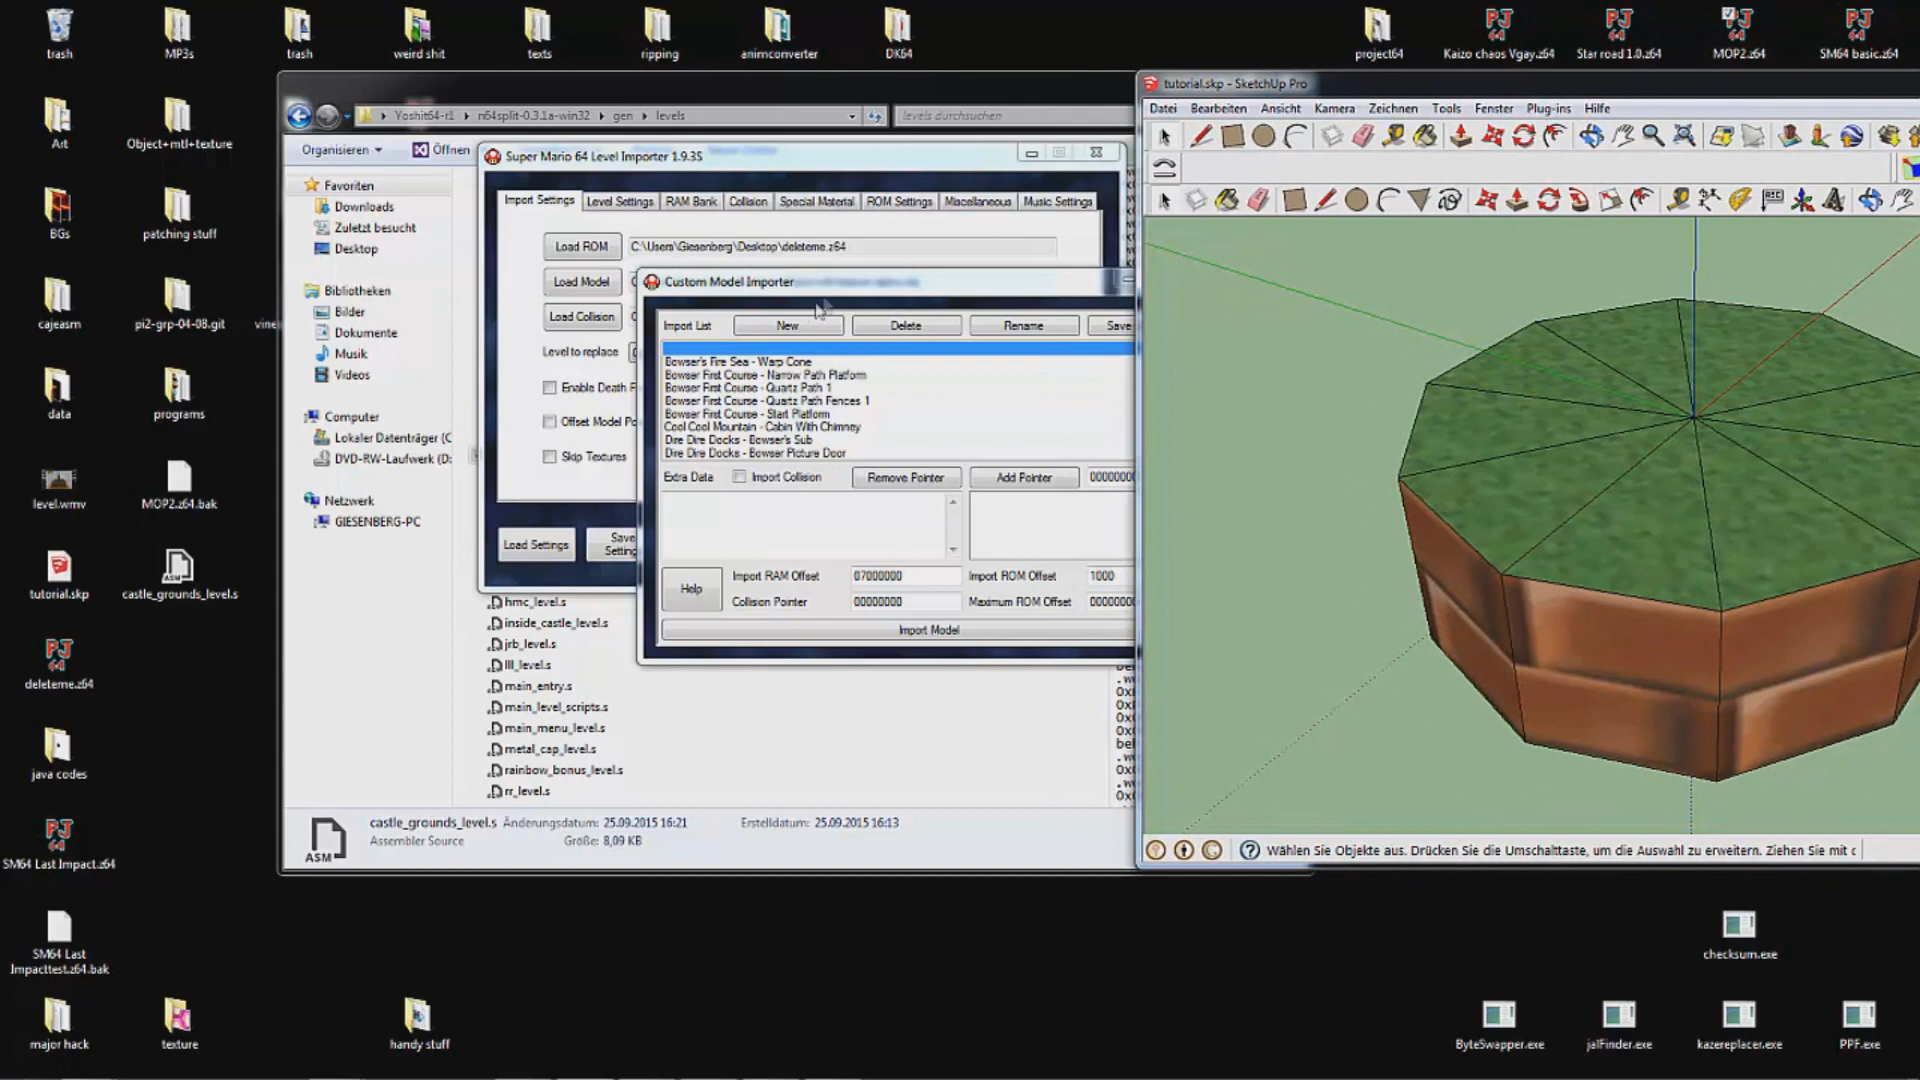 trash
MP3s
trash
weird shit
texts
ripping
animconverter
DK64
project64
Kaizo chaos Vgay.z64
Star road 1.0.z64
MOP2.z64
SM64 basic.z64
Art
Object+mtl+texture
BGs
patching stuff
cajeasm
pi2-grp-04-08.git
vine
data
programs
level.wmv
MOP2.z64.bak
tutorial.skp
castle_grounds_level.s
deleteme.z64
java codes
SM64 Last Impact.z64
SM64 Last
Impacttest.z64.bak
major hack
texture
handy stuff
Yoshit64-r1
n64split-0.3.1a-win32
gen
levels
levels durchsuchen
Organisieren
Öffnen
Favoriten
Downloads
Zuletzt besucht
Desktop
Bibliotheken
Bilder
Dokumente
Musik
Videos
Computer
Lokaler Datenträger (C
DVD-RW-Laufwerk (D:
Netzwerk
GIESENBERG-PC
Super Mario 64 Level Importer 1.9.3S
Import Settings
Level Settings
RAM Bank
Collision
Special Material
ROM Settings
Miscellaneous
Music Settings
Load ROM
C:\Users\Giesenberg\Desktop\deleteme.z64
Load Model
Load Collision
Level to replace
Enable Death F
Offset Model Po
Skip Textures
Load Settings
Save
Setting
Custom Model Importer
Import List
New
Delete
Rename
Save
Bowser's Fire Sea - Warp Cone
Bowser First Course - Narrow Path Platform
Bowser First Course - Quartz Path 1
Bowser First Course - Quartz Path Fences 1
Bowser First Course - Start Platform
Cool Cool Mountain - Cabin With Chimney
Dire Dire Docks - Bowser's Sub
Dire Dire Docks - Bowser Picture Door
Extra Data
Import Collision
Remove Pointer
Add Pointer
0000000
Help
Import RAM Offset
07000000
Import ROM Offset
1000
Collision Pointer
00000000
Maximum ROM Offset
0000000
Import Model
hmc_level.s
inside_castle_level.s
jrb_level.s
lll_level.s
main_entry.s
main_level_scripts.s
main_menu_level.s
metal_cap_level.s
rainbow_bonus_level.s
rr_level.s
ASM
castle_grounds_level.s Änderungsdatum: 25.09.2015 16:21 Erstelldatum: 25.09.2015 16:13
Assembler Source Größe: 8,09 KB
tutorial.skp - SketchUp Pro
Datei Bearbeiten Ansicht Kamera Zeichnen Tools Fenster Plug-ins Hilfe
Wählen Sie Objekte aus. Drücken Sie die Umschalttaste, um die Auswahl zu erweitern. Ziehen Sie mit
checksum.exe
ByteSwapper.exe
jalFinder.exe
kazereplacer.exe
PPF.exe